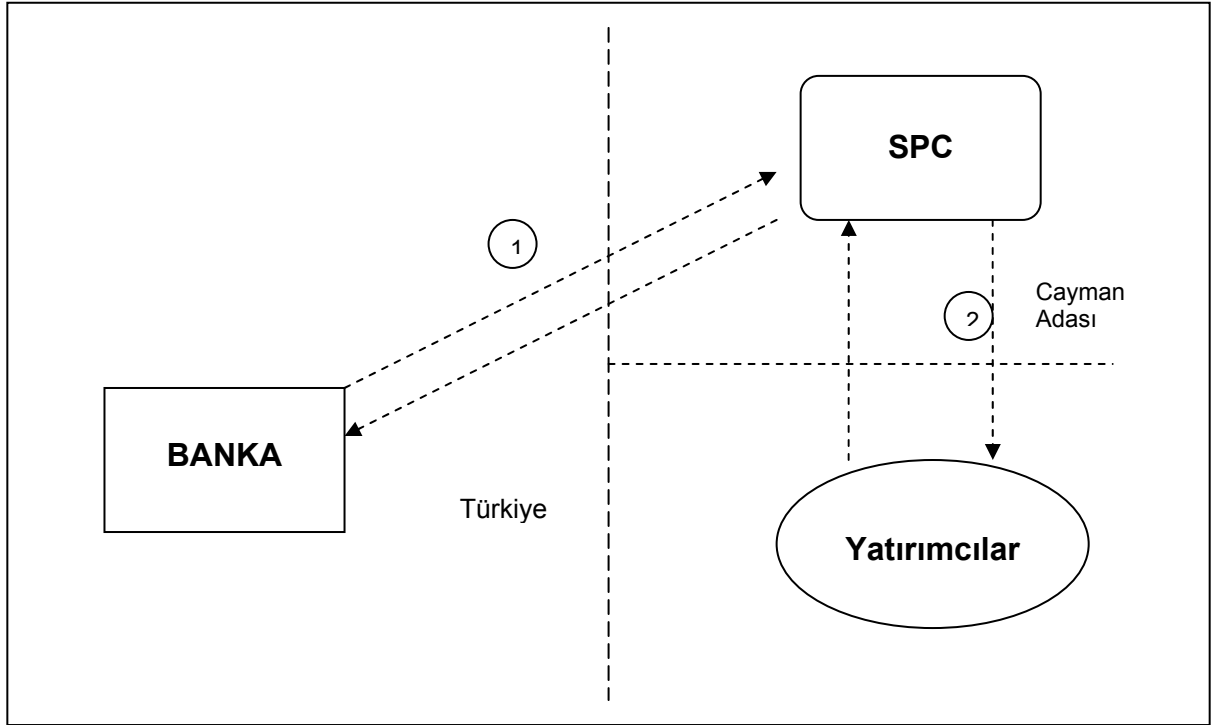 SPC
1
2
Cayman
Adası
BANKA
Türkiye
Yatırımcılar